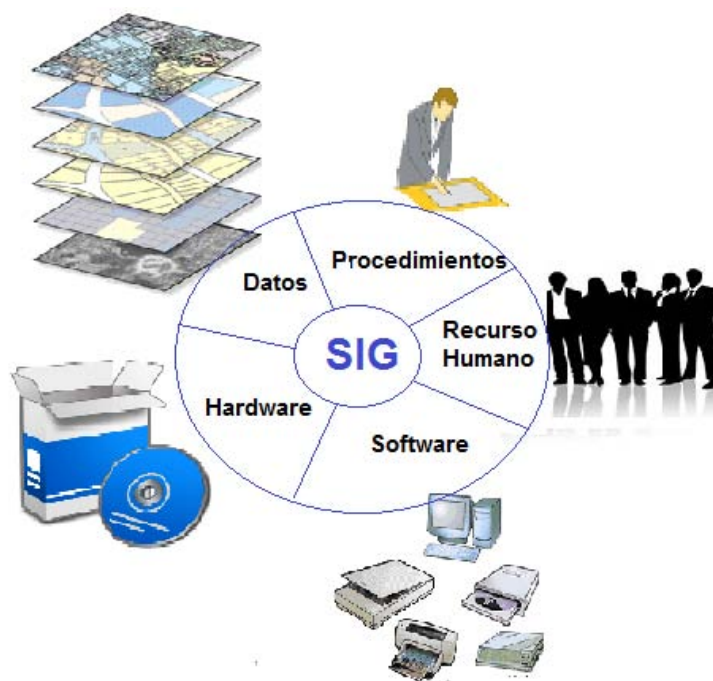 Procedimientos
Datos
SIG
Recurso
Humano
Hardware
Software